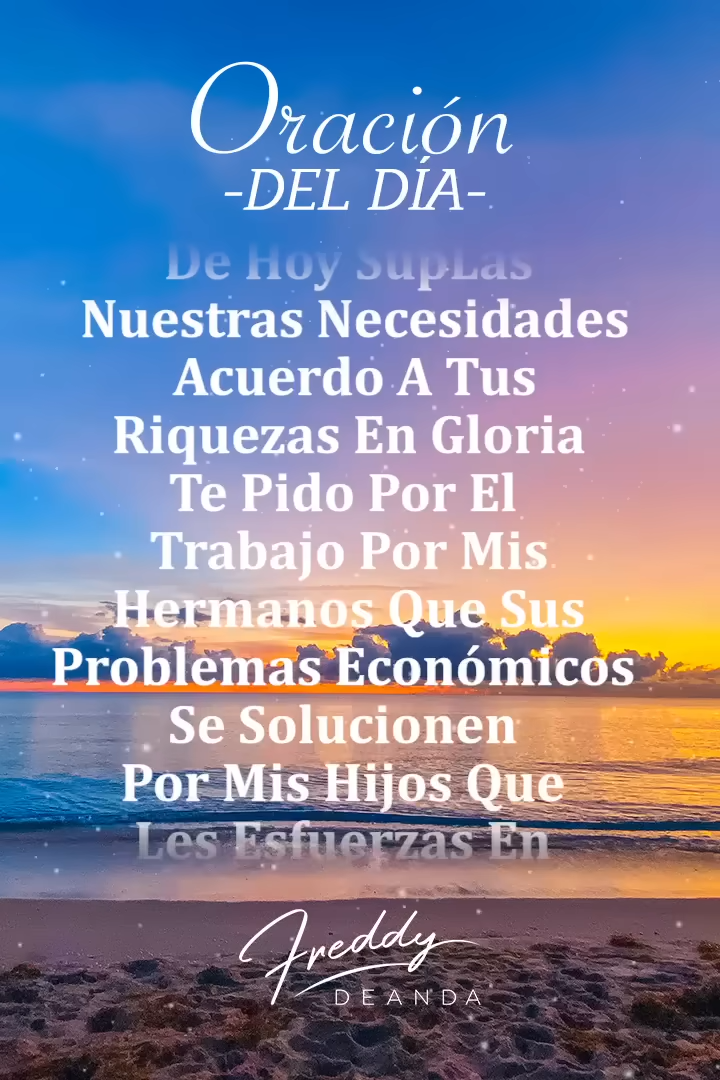 Oración
-DEL DÍA-
De Hoy SupLas
Nuestras Necesidades
Acuerdo A Tus
Riquezas En Gloria
Te Pido Por El
Trabajo Por Mis
Hermanos Que Sus
Problemas Económicos
Se Solucionen
Por Mis Hijos Que
Les Esfuerzas En
Freddy
DEANDA